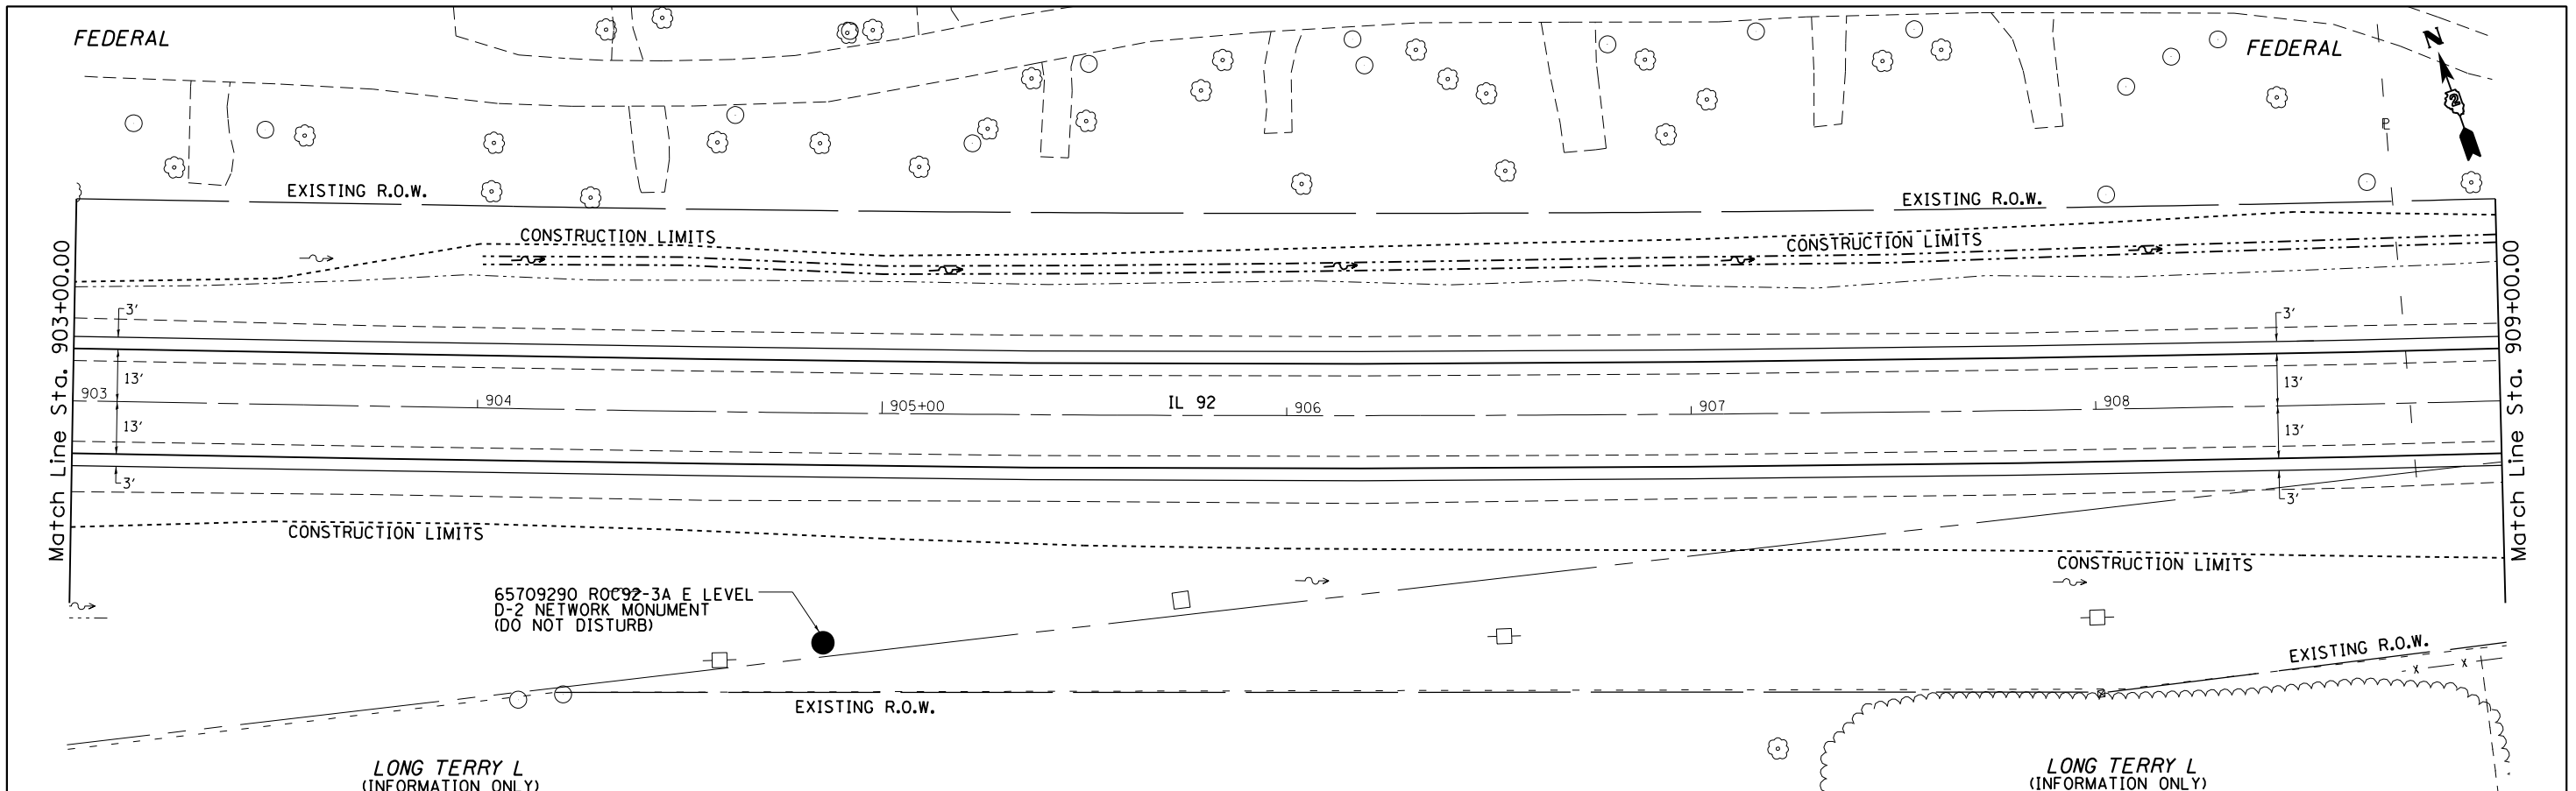 FEDERAL
FEDERAL
N
2
P
EXISTING R.O.W.
EXISTING R.O.W.
CONSTRUCTION LIMITS
CONSTRUCTION LIMITS
Match Line Sta. 903+00.00
Match Line Sta. 909+00.00
3'
3'
13'
13'
903
904
905+00
IL 92
906
907
908
13'
13'
3'
3'
CONSTRUCTION LIMITS
CONSTRUCTION LIMITS
65709290 ROC92-3A E LEVEL
D-2 NETWORK MONUMENT
(DO NOT DISTURB)
EXISTING R.O.W.
x x
EXISTING R.O.W.
LONG TERRY L
(INFORMATION ONLY)
LONG TERRY L
(INFORMATION ONLY)